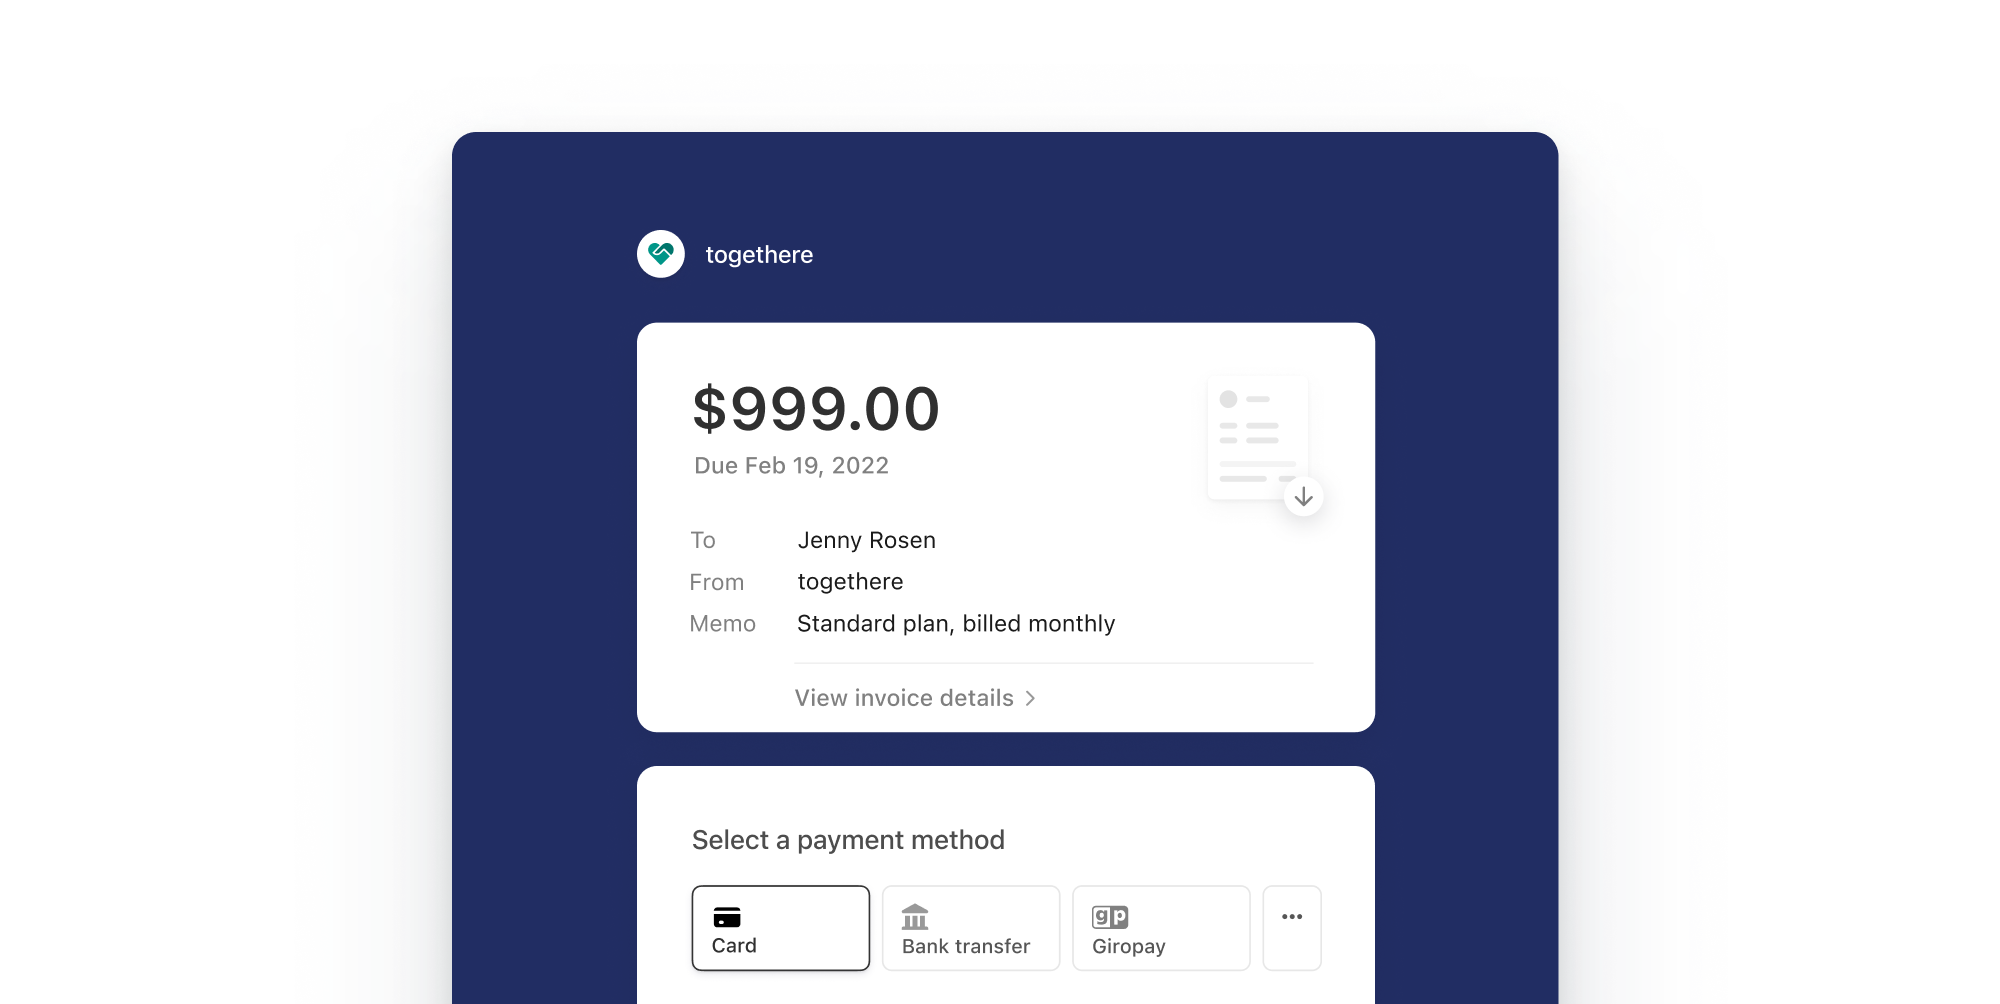 togethere
$999.00
Due Feb 19, 2022
To Jenny Rosen
From togethere
Memo Standard plan, billed monthly
View invoice details
Select a payment method
Card
Bank transfer
gp
Giropay